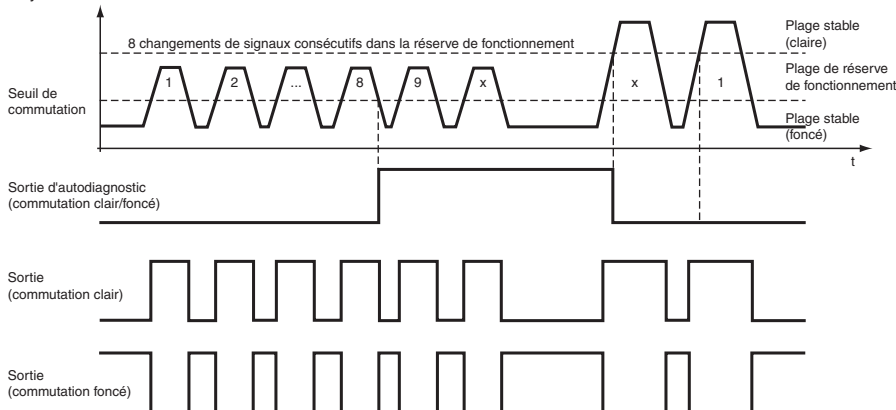 Plage stable
(claire)
8 changements de signaux consécutifs dans la réserve de fonctionnement
Plage de réserve
de fonctionnement
Seuil de
commutation
1
2
...
8
9
x
x
1
Plage stable
(foncé)
t
Sortie d'autodiagnostic
(commutation clair/foncé)
Sortie
(commutation clair)
Sortie
(commutation foncé)